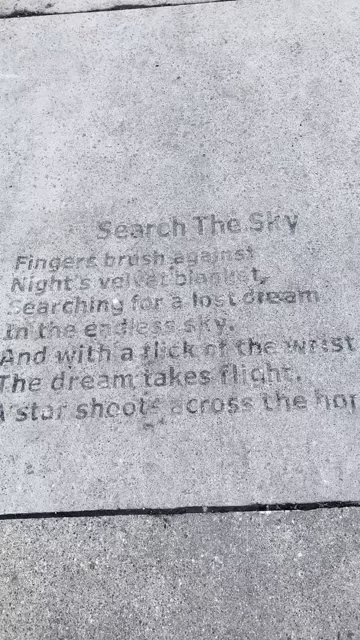 Search The Sky
Fingers brush against
Night's velvet blanket,
Searching for a lost dream
in the endless sky.
And with a flick of the wrist
The dream takes flight.
A star shoots across the hor